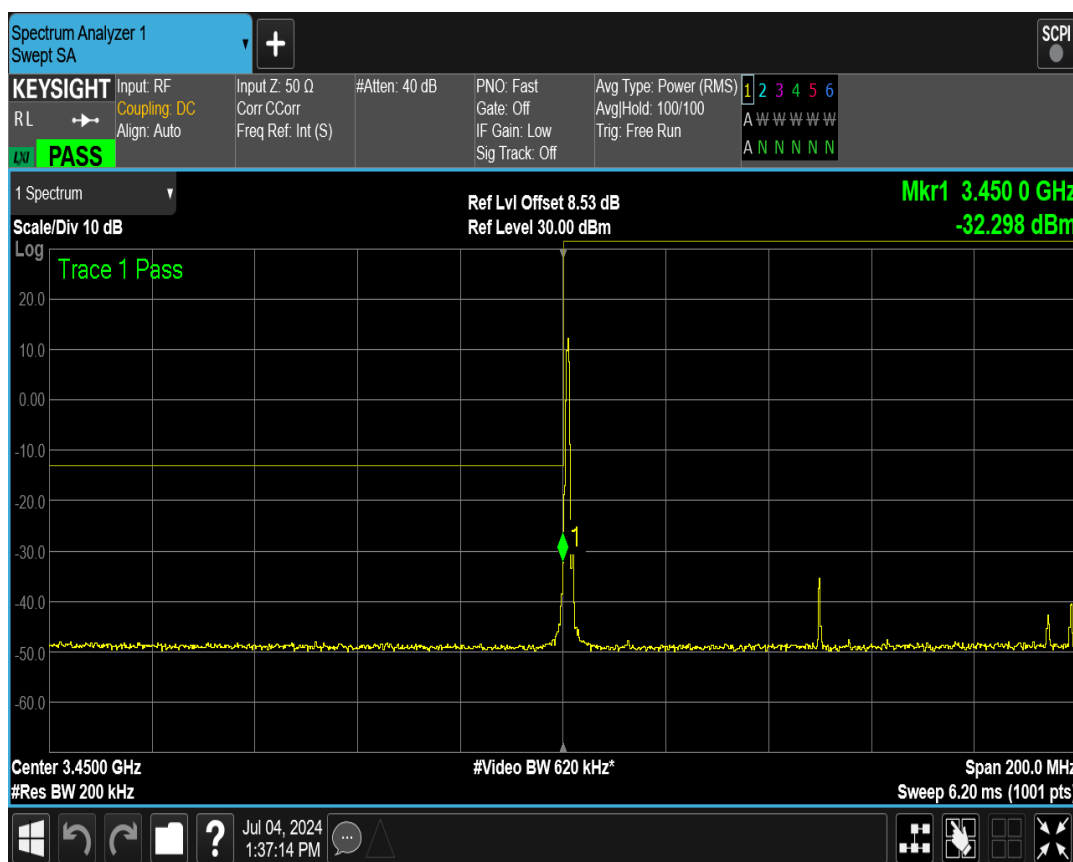 Spectrum Analyzer 1
Swept SA
+
SCPI
KEYSIGHT
RL
LXI
PASS
Input: RF
Coupling: DC
Align: Auto
Input Z: 50 Ω
Corr CCorr
Freq Ref: Int (S)
#Atten: 40 dB
PNO: Fast
Gate: Off
IF Gain: Low
Sig Track: Off
Avg Type: Power (RMS)
Avg|Hold: 100/100
Trig: Free Run
1 2 3 4 5 6
A W W W W W
A N N N N N
1 Spectrum
Scale/Div 10 dB
Ref Lvl Offset 8.53 dB
Ref Level 30.00 dBm
Mkr1 3.450 0 GHz
-32.298 dBm
Log
Trace 1 Pass
20.0
10.0
0.00
-10.0
-20.0
1
-30.0
-40.0
-50.0
-60.0
Center 3.4500 GHz
#Video BW 620 kHz*
Span 200.0 MHz
#Res BW 200 kHz
Sweep 6.20 ms (1001 pts)
?
Jul 04, 2024
1:37:14 PM